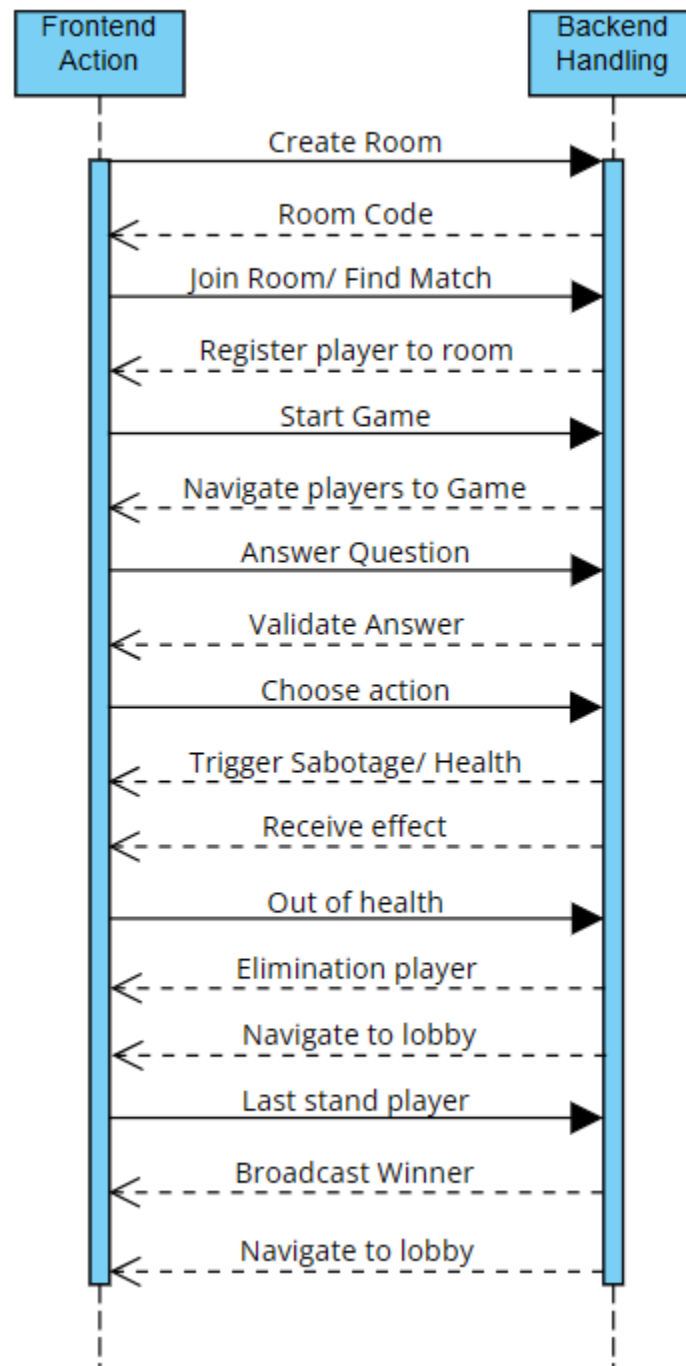 Frontend
Action
Backend
Handling
Create Room
Room Code
Join Room/ Find Match
Register player to room
Start Game
Navigate players to Game
Answer Question
Validate Answer
Choose action
Trigger Sabotage/ Health
Receive effect
Out of health
Elimination player
Navigate to lobby
Last stand player
Broadcast Winner
Navigate to lobby